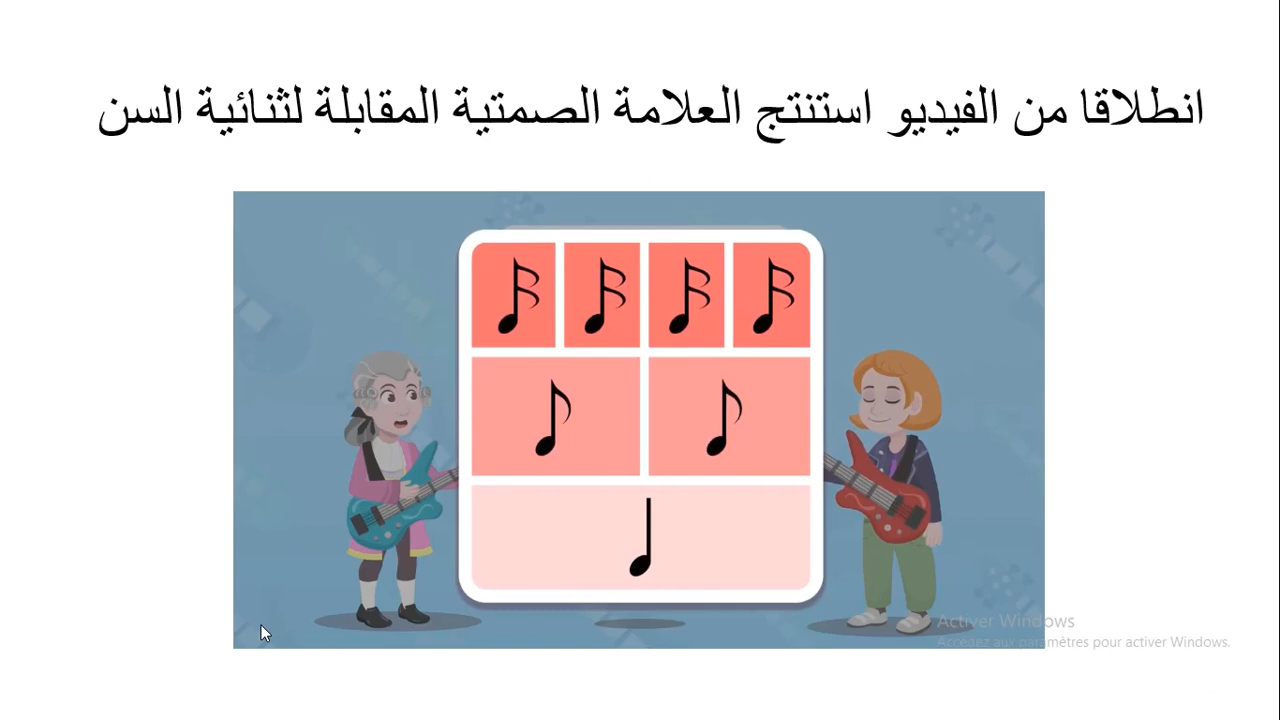 انطلاقا من الفيديو استنتج العلامة الصمتية المقابلة لثنائية السن
Activer Windows
Accédez aux paramètres pour activer Windows.